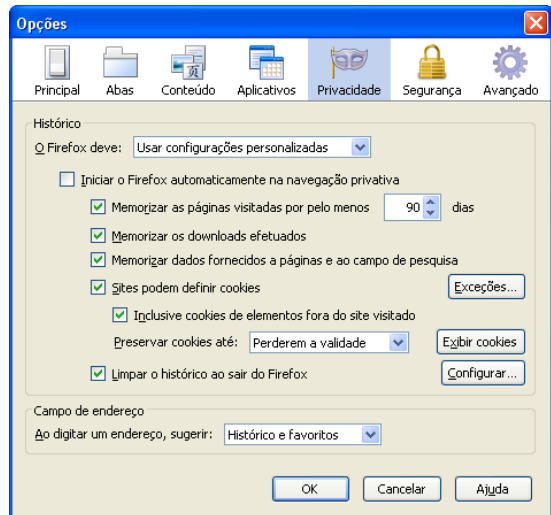 Opções
Principal Abas Conteúdo Aplicativos Privacidade Segurança Avançado
Histórico
O Firefox deve: Usar configurações personalizadas
Iniciar o Firefox automaticamente na navegação privativa
Memorizar as páginas visitadas por pelo menos 90 dias
Memorizar os downloads efetuados
Memorizar dados fornecidos a páginas e ao campo de pesquisa
Sites podem definir cookies Exceções...
Inclusive cookies de elementos fora do site visitado
Preservar cookies até: Perderem a validade Exibir cookies
Limpar o histórico ao sair do Firefox Configurar...
Campo de endereço
Ao digitar um endereço, sugerir: Histórico e favoritos
OK Cancelar Ajuda